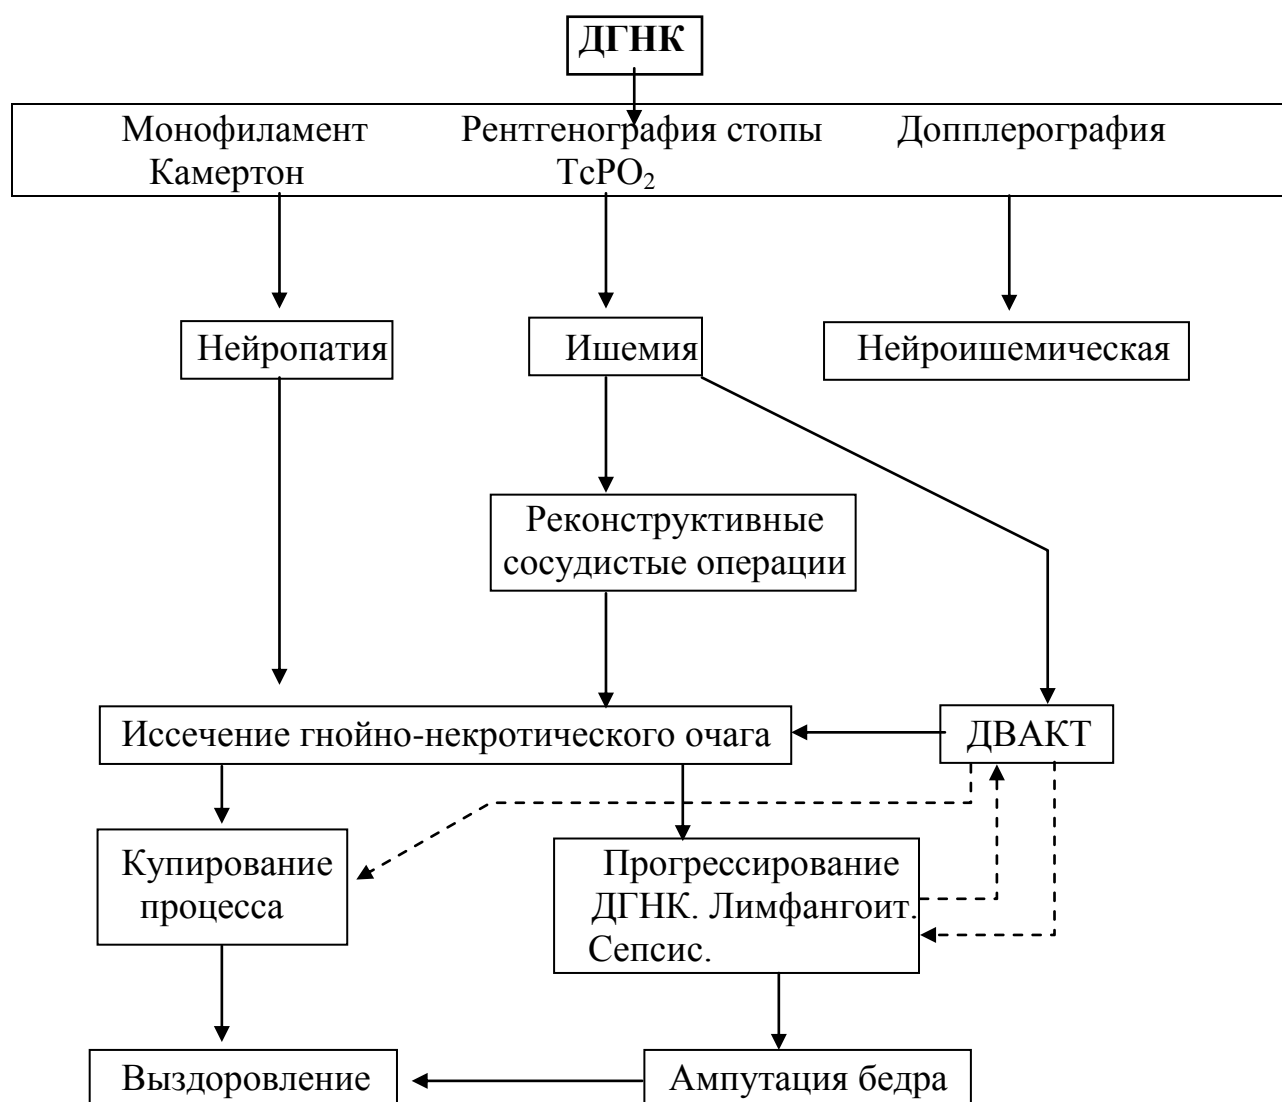 ДГНК
Монофиламент Рентгенография стопы Допплерография
Камертон TcPO₂
Нейропатия Ишемия Нейроишемическая
Реконструктивные
сосудистые операции
Иссечение гнойно-некротического очага ДВАКТ
Купирование
процесса
Прогрессирование
ДГНК. Лимфангоит.
Сепсис.
Выздоровление Ампутация бедра